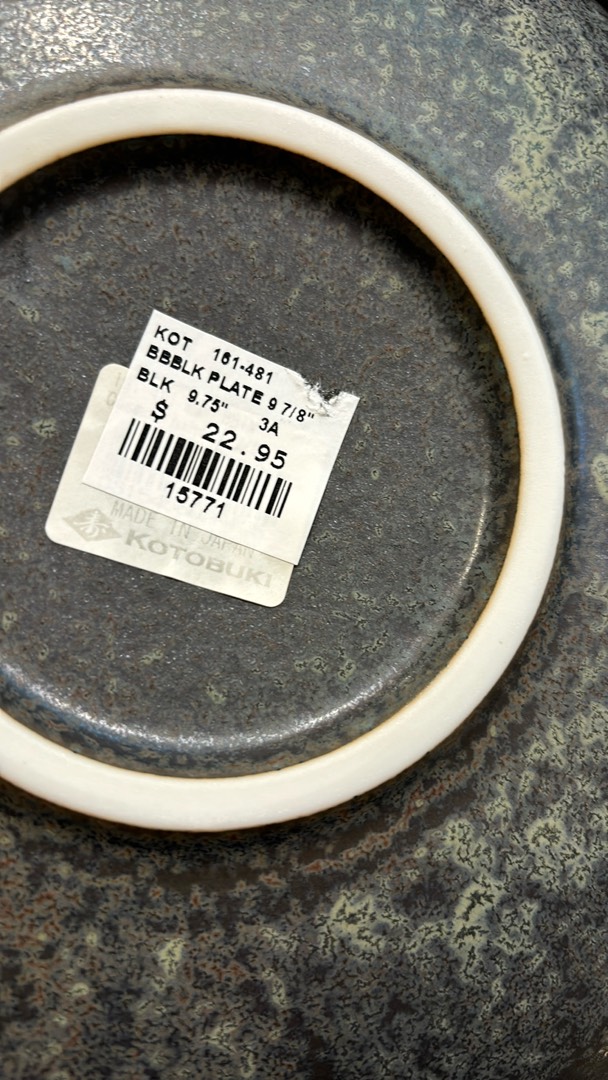 KOT 161-481
BBBLK PLATE 9 7/8"
BLK 9.75" 3A
$ 22.95
15771
MADE IN JAPAN
KOTOBUKI